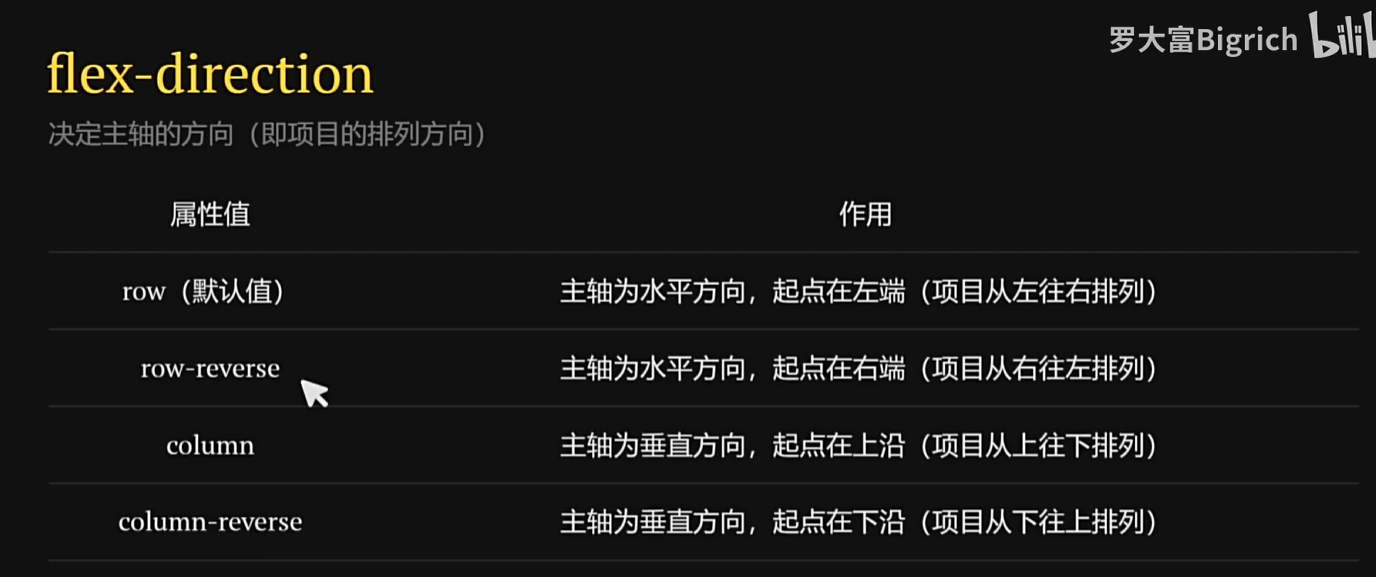 罗大富Bigrich bilib
flex-direction
决定主轴的方向（即项目的排列方向）
属性值 作用
row（默认值） 主轴为水平方向，起点在左端（项目从左往右排列）
row-reverse 主轴为水平方向，起点在右端（项目从右往左排列）
column 主轴为垂直方向，起点在上沿（项目从上往下排列）
column-reverse 主轴为垂直方向，起点在下沿（项目从下往上排列）